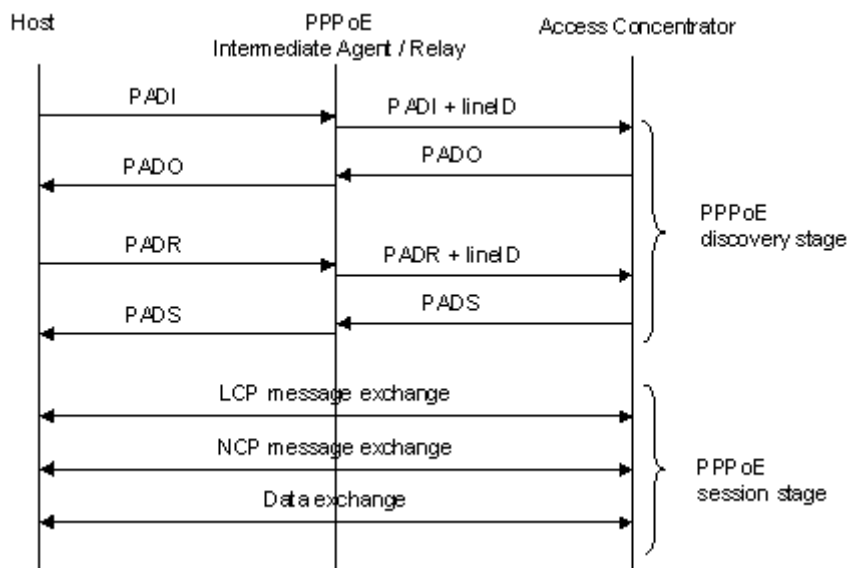 Host
PPPoE
Intermediate Agent / Relay
Access Concentrator
PADI
PADI + lineID
PADO
PADO
PPPoE
discovery stage
PADR
PADR + lineID
PADS
PADS
LCP message exchange
NCP message exchange
PPPoE
session stage
Data exchange